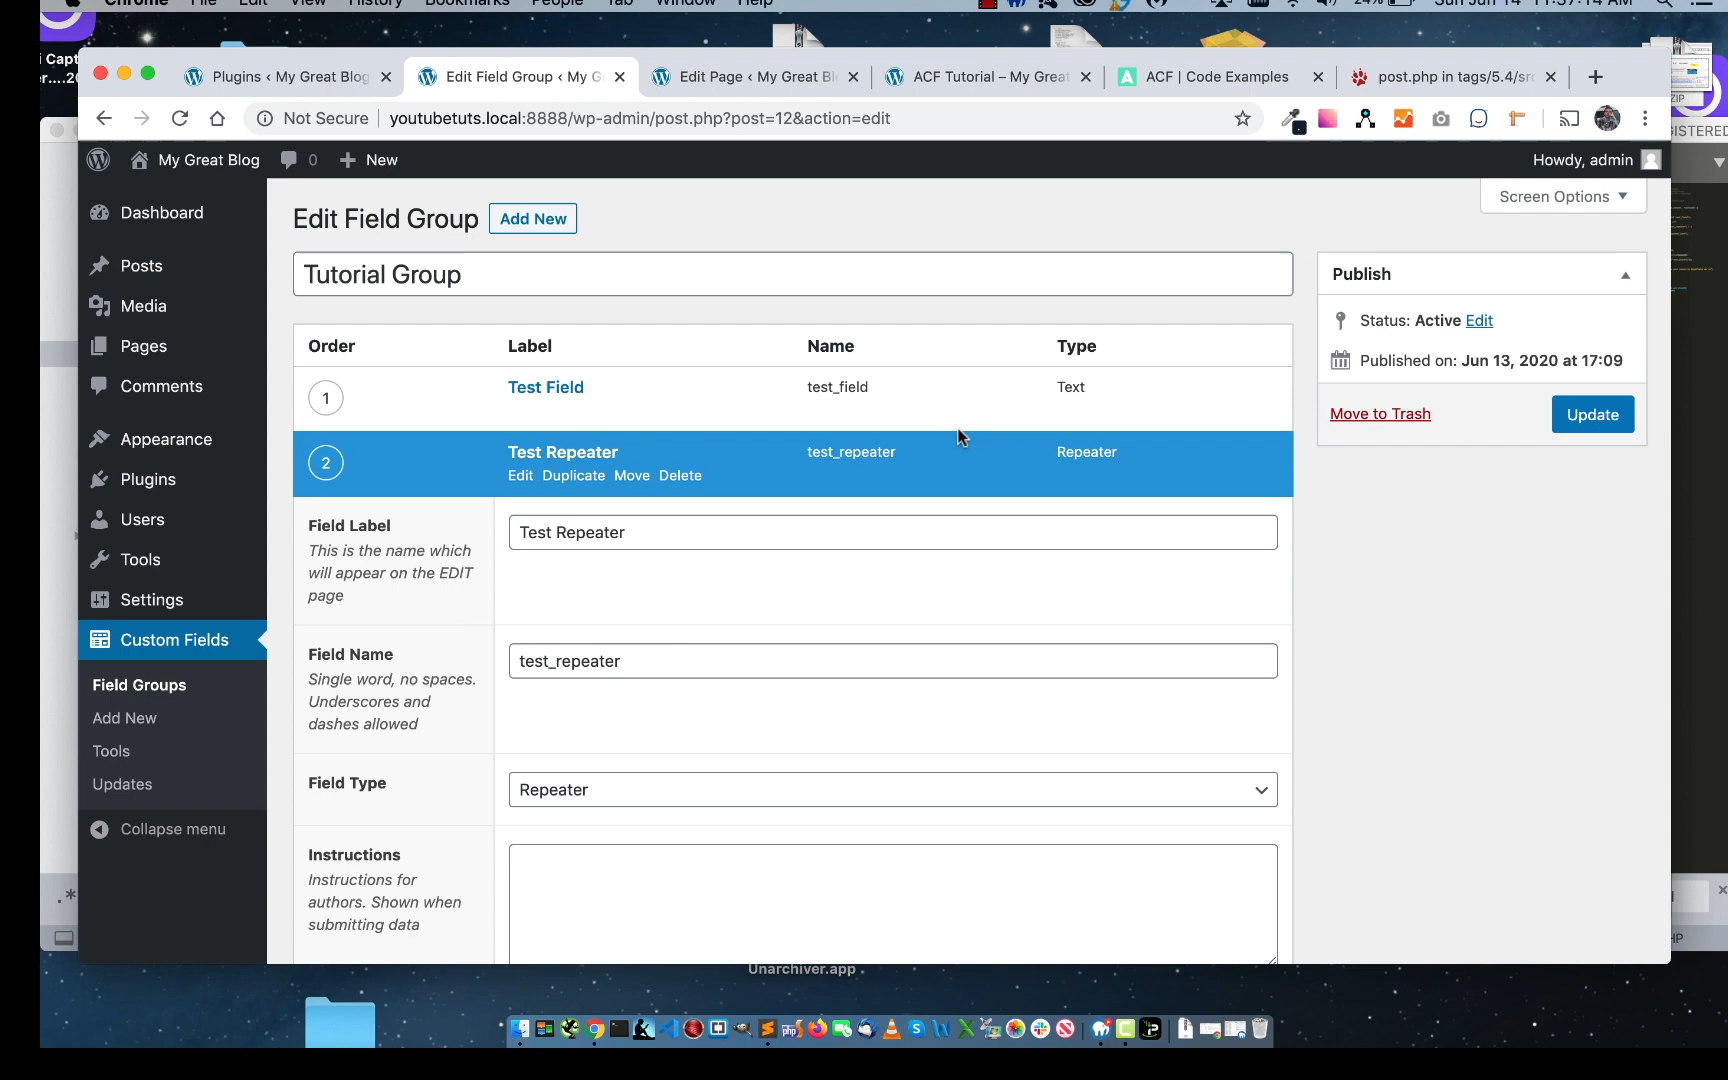 Chrome File Edit View History Bookmarks People Tab Window Help
24% Sun Jun 14 11:37:14 AM
Plugins ‹ My Great Blog
Edit Field Group ‹ My G
Edit Page ‹ My Great Bl
ACF Tutorial – My Great
ACF | Code Examples
post.php in tags/5.4/src
Not Secure youtubetuts.local:8888/wp-admin/post.php?post=12&action=edit
My Great Blog 0 New
Howdy, admin
Screen Options
Dashboard
Posts
Media
Pages
Comments
Appearance
Plugins
Users
Tools
Settings
Custom Fields
Field Groups
Add New
Tools
Updates
Collapse menu
Edit Field Group Add New
Tutorial Group
Order Label Name Type
1 Test Field test_field Text
2 Test Repeater test_repeater Repeater
Edit Duplicate Move Delete
Field Label
This is the name which
will appear on the EDIT
page
Test Repeater
Field Name
Single word, no spaces.
Underscores and
dashes allowed
test_repeater
Field Type
Repeater
Instructions
Instructions for
authors. Shown when
submitting data
Publish
Status: Active Edit
Published on: Jun 13, 2020 at 17:09
Move to Trash Update
Unarchiver.app
ZIP
ISTERED
i Capt
.*
php